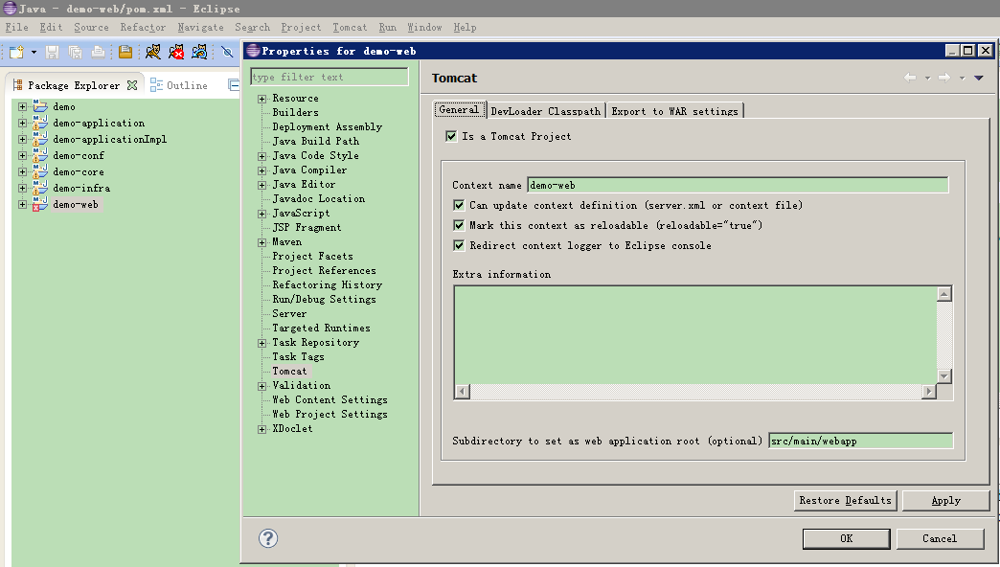 Java - demo-web/pom.xml - Eclipse
File Edit Source Refactor Navigate Search Project Tomcat Run Window Help
Package Explorer
Outline
demo
demo-application
demo-applicationImpl
demo-conf
demo-core
demo-infra
demo-web
Properties for demo-web
type filter text
Resource
Builders
Deployment Assembly
Java Build Path
Java Code Style
Java Compiler
Java Editor
Javadoc Location
JavaScript
JSP Fragment
Maven
Project Facets
Project References
Refactoring History
Run/Debug Settings
Server
Targeted Runtimes
Task Repository
Task Tags
Tomcat
Validation
Web Content Settings
Web Project Settings
XDoclet
Tomcat
General DevLoader Classpath Export to WAR settings
Is a Tomcat Project
Context name demo-web
Can update context definition (server.xml or context file)
Mark this context as reloadable (reloadable="true")
Redirect context logger to Eclipse console
Extra information
Subdirectory to set as web application root (optional) src/main/webapp
Restore Defaults Apply
? OK Cancel